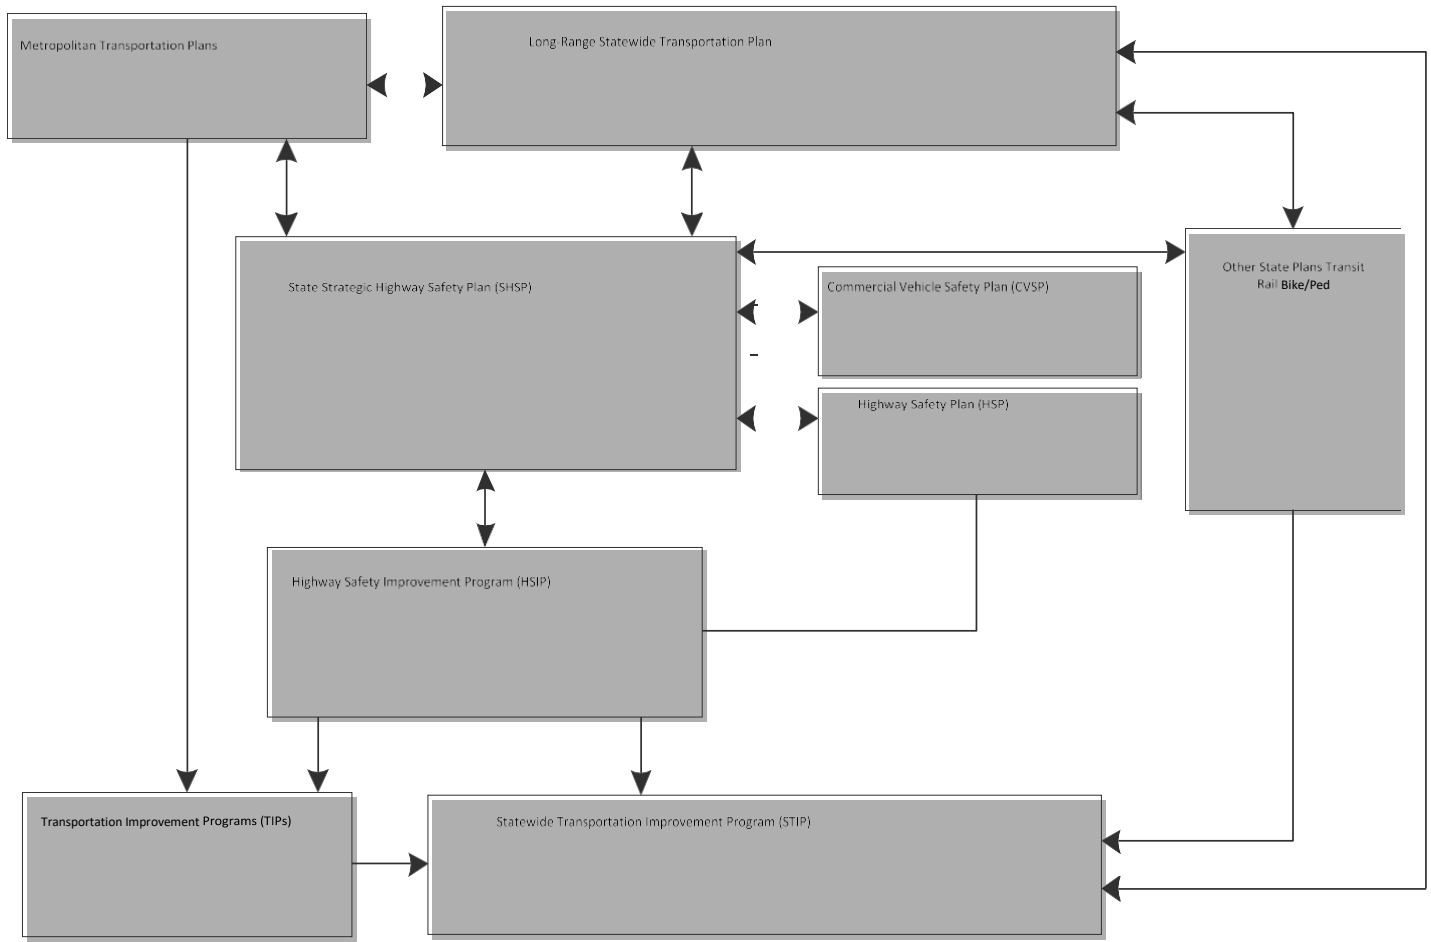 Metropolitan Transportation Plans
Long-Range Statewide Transportation Plan
State Strategic Highway Safety Plan (SHSP)
Commercial Vehicle Safety Plan (CVSP)
Highway Safety Plan (HSP)
Other State Plans Transit
Rail Bike/Ped
Highway Safety Improvement Program (HSIP)
Transportation Improvement Programs (TIPs)
Statewide Transportation Improvement Program (STIP)